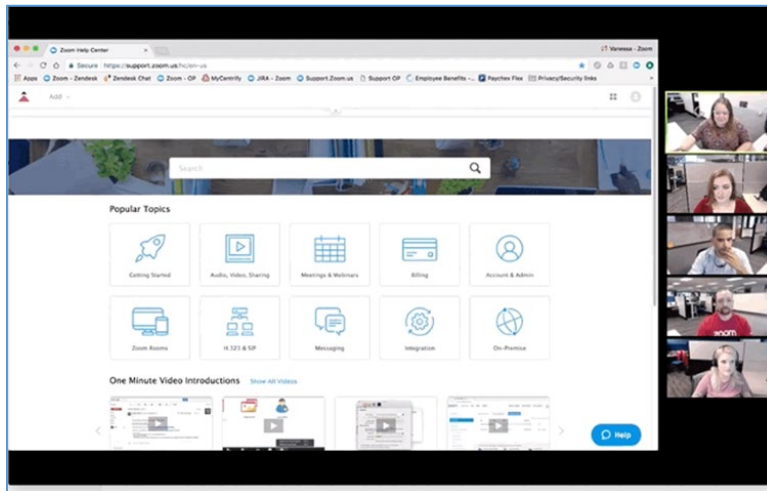 Zoom Help Center
Vanessa - Zoom
Secure https://support.zoom.us/hc/en-us
Apps Zoom - Zendesk Zendesk Chat Zoom - OP MyCentrify JIRA - Zoom Support.Zoom.us Support OP Employee Benefits -... Paychex Flex Privacy/Security links
Add
Search
Popular Topics
Getting Started Audio, Video, Sharing Meetings & Webinars Billing Account & Admin
Zoom Rooms H.323 & SIP Messaging Integration On-Premise
One Minute Video Introductions Show All Videos
zoom
Help